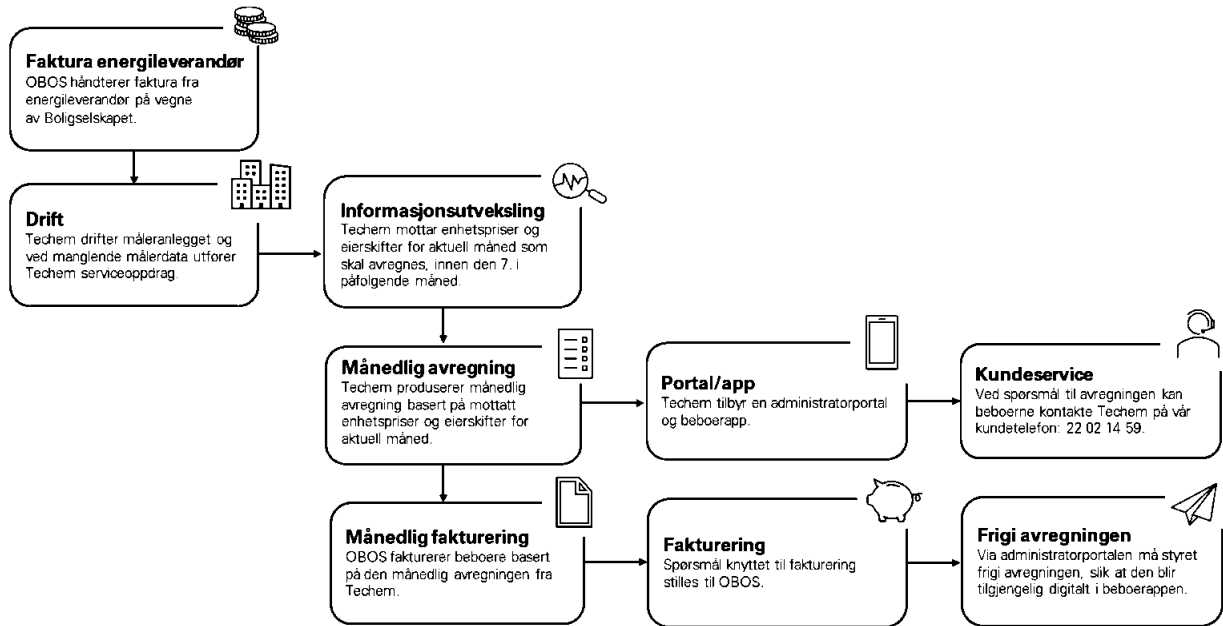 Faktura energileverandør
OBOS håndterer faktura fra
energileverandør på vegne
av Boligselskapet.
Drift
Techem drifter måleranlegget og
ved manglende målerdata utfører
Techem serviceoppdrag.
Informasjonsutveksling
Techem mottar enhetspriser og
eierskifter for aktuell måned som
skal avregnes, innen den 7. i
påfølgende måned.
Månedlig avregning
Techem produserer månedlig
avregning basert på mottatt
enhetspriser og eierskifter for
aktuell måned.
Portal/app
Techem tilbyr en administratorportal
og beboerapp.
Kundeservice
Ved spørsmål til avregningen kan
beboerne kontakte Techem på vår
kundetelefon: 22 02 14 59.
Månedlig fakturering
OBOS fakturerer beboere basert
på den månedlig avregningen fra
Techem.
Fakturering
Spørsmål knyttet til fakturering
stilles til OBOS.
Frigi avregningen
Via administratorportalen må styret
frigi avregningen, slik at den blir
tilgjengelig digitalt i beboerappen.